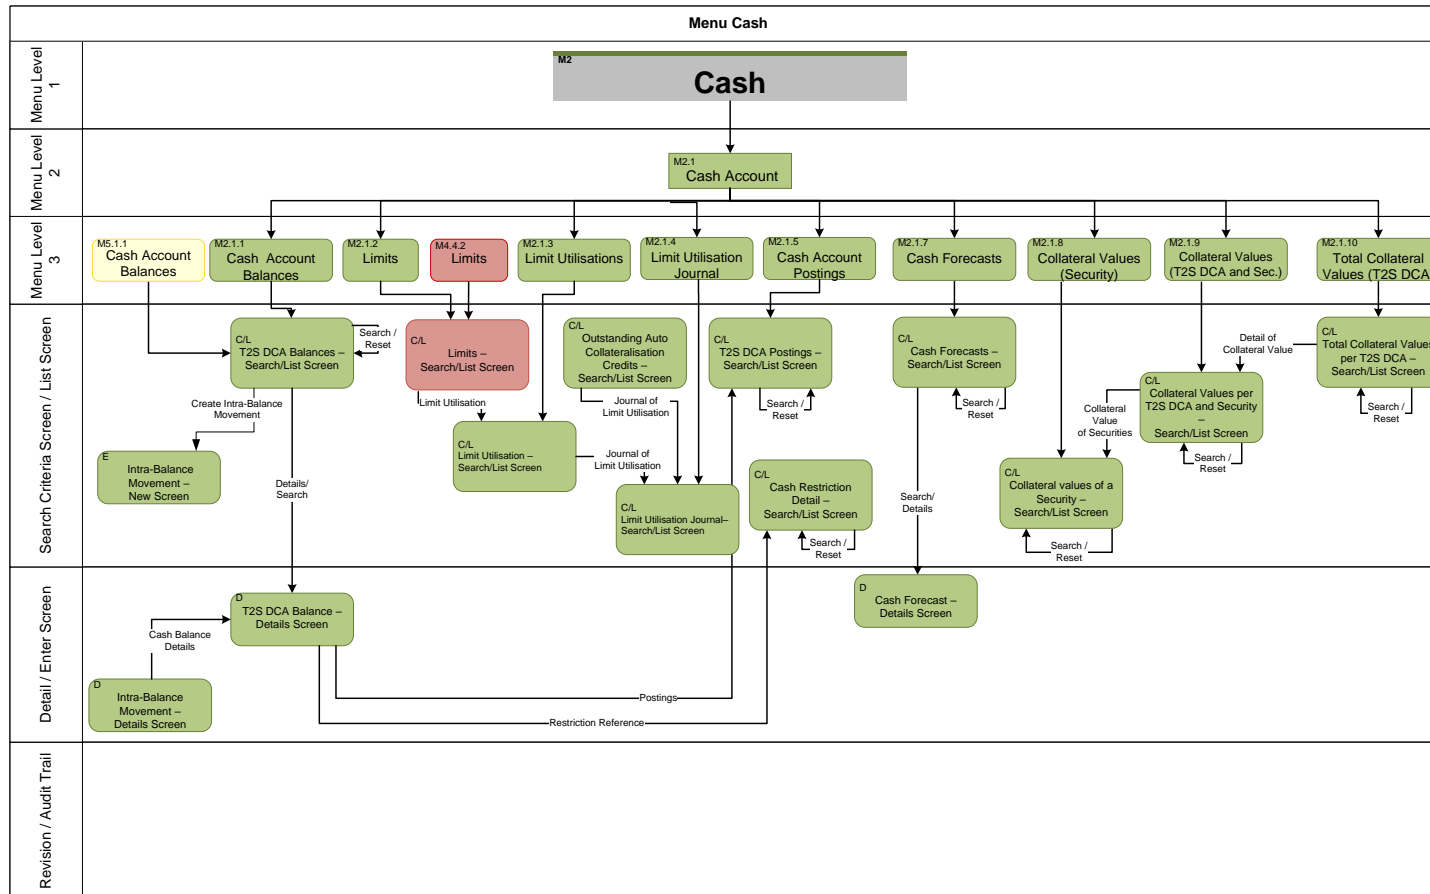 Menu Cash
Menu Level
1
M2
Cash
Menu Level
2
M2.1
Cash Account
Menu Level
3
M5.1.1
Cash Account
Balances
M2.1.1
Cash Account
Balances
M2.1.2
Limits
M4.4.2
Limits
M2.1.3
Limit Utilisations
M2.1.4
Limit Utilisation
Journal
M2.1.5
Cash Account
Postings
M2.1.7
Cash Forecasts
M2.1.8
Collateral Values
(Security)
M2.1.9
Collateral Values
(T2S DCA and Sec.)
M2.1.10
Total Collateral
Values (T2S DCA
Search Criteria Screen / List Screen
C/L
T2S DCA Balances –
Search/List Screen
Search /
Reset
C/L
Limits –
Search/List Screen
C/L
Outstanding Auto
Collateralisation
Credits –
Search/List Screen
C/L
T2S DCA Postings –
Search/List Screen
Search /
Reset
C/L
Cash Forecasts –
Search/List Screen
Search /
Reset
Detail of
Collateral Value
C/L
Total Collateral Values
per T2S DCA –
Search/List Screen
Search /
Reset
Create Intra-Balance
Movement
Limit Utilisation
Journal of
Limit Utilisation
C/L
Collateral Values per
T2S DCA and Security
–
Search/List Screen
Search /
Reset
Collateral
Value
of Securities
E
Intra-Balance
Movement –
New Screen
Details/
Search
C/L
Limit Utilisation –
Search/List Screen
Journal of
Limit Utilisation
C/L
Limit Utilisation Journal–
Search/List Screen
C/L
Cash Restriction
Detail –
Search/List Screen
Search /
Reset
Search/
Details
C/L
Collateral values of a
Security –
Search/List Screen
Search /
Reset
Detail / Enter Screen
D
T2S DCA Balance –
Details Screen
D
Cash Forecast –
Details Screen
Cash Balance
Details
D
Intra-Balance
Movement –
Details Screen
Postings
Restriction Reference
Revision / Audit Trail